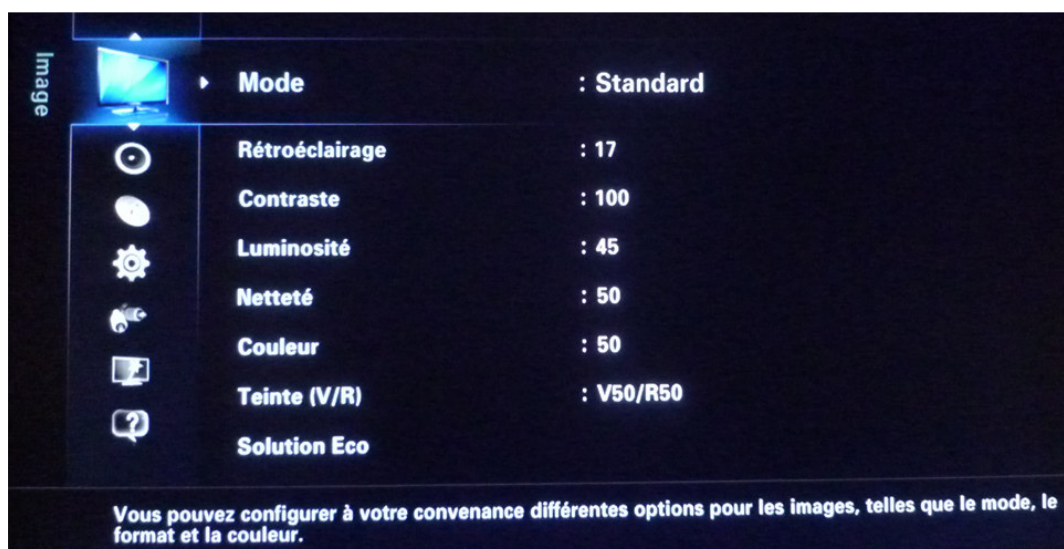 Image
Mode : Standard
Rétroéclairage : 17
Contraste : 100
Luminosité : 45
Netteté : 50
Couleur : 50
Teinte (V/R) : V50/R50
Solution Eco
Vous pouvez configurer à votre convenance différentes options pour les images, telles que le mode, le
format et la couleur.